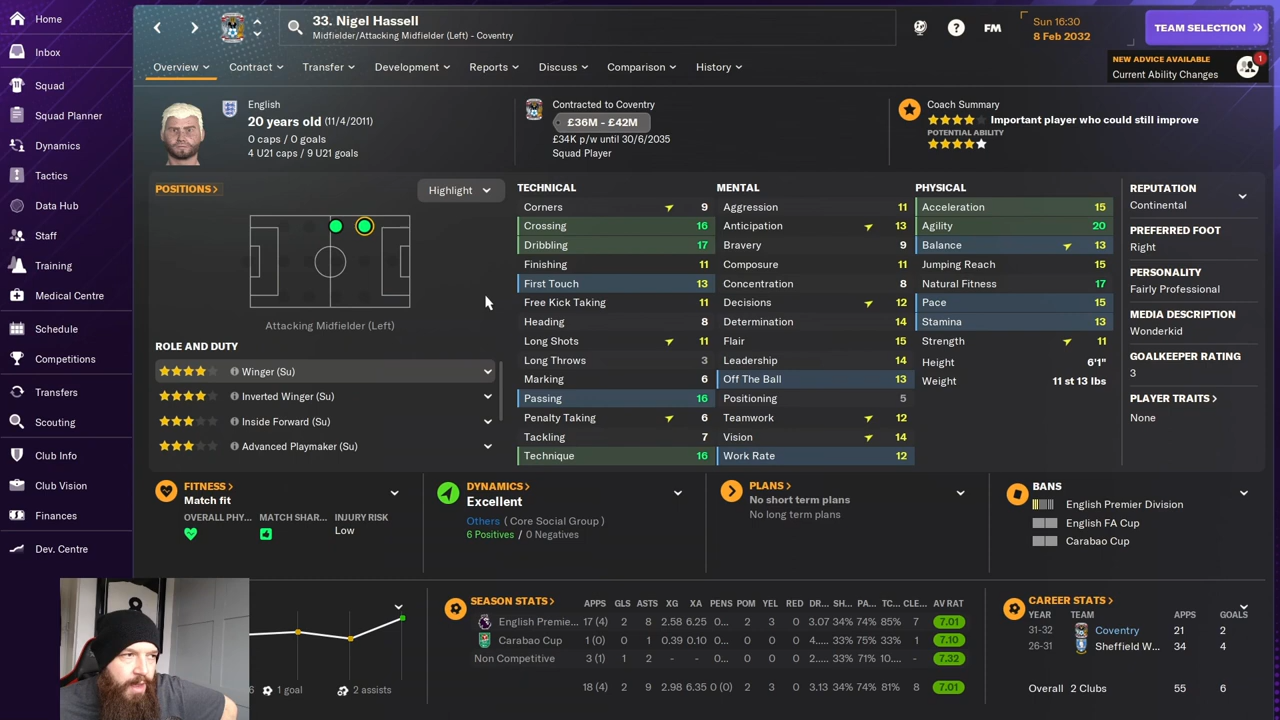 Home
Inbox
Squad
Squad Planner
Dynamics
Tactics
Data Hub
Staff
Training
Medical Centre
Schedule
Competitions
Transfers
Scouting
Club Info
Club Vision
Finances
Dev. Centre
33. Nigel Hassell
Midfielder/Attacking Midfielder (Left) - Coventry
?
FM
Sun 16:30
8 Feb 2032
TEAM SELECTION
Overview
Contract
Transfer
Development
Reports
Discuss
Comparison
History
NEW ADVICE AVAILABLE
Current Ability Changes
1
English
20 years old (11/4/2011)
0 caps / 0 goals
4 U21 caps / 9 U21 goals
Contracted to Coventry
£36M - £42M
£34K p/w until 30/6/2035
Squad Player
Coach Summary
Important player who could still improve
POTENTIAL ABILITY
POSITIONS
Highlight
Attacking Midfielder (Left)
ROLE AND DUTY
Winger (Su)
Inverted Winger (Su)
Inside Forward (Su)
Advanced Playmaker (Su)
TECHNICAL
Corners 9
Crossing 16
Dribbling 17
Finishing 11
First Touch 13
Free Kick Taking 11
Heading 8
Long Shots 11
Long Throws 3
Marking 6
Passing 16
Penalty Taking 6
Tackling 7
Technique 16
MENTAL
Aggression 11
Anticipation 13
Bravery 9
Composure 11
Concentration 8
Decisions 12
Determination 14
Flair 15
Leadership 14
Off The Ball 13
Positioning 5
Teamwork 12
Vision 14
Work Rate 12
PHYSICAL
Acceleration 15
Agility 20
Balance 13
Jumping Reach 15
Natural Fitness 17
Pace 15
Stamina 13
Strength 11
Height 6'1"
Weight 11 st 13 lbs
REPUTATION
Continental
PREFERRED FOOT
Right
PERSONALITY
Fairly Professional
MEDIA DESCRIPTION
Wonderkid
GOALKEEPER RATING
3
PLAYER TRAITS
None
FITNESS
Match fit
OVERALL PHY... MATCH SHAR... INJURY RISK
Low
DYNAMICS
Excellent
Others ( Core Social Group )
6 Positives / 0 Negatives
PLANS
No short term plans
No long term plans
BANS
English Premier Division
English FA Cup
Carabao Cup
1 goal
2 assists
SEASON STATS APPS GLS ASTS XG XA PENS POM YEL RED DR... SH... PA... TC... CLE... AV RAT
English Premie... 17 (4) 2 8 2.58 6.25 0... 2 3 0 3.07 34% 74% 85% 7 7.01
Carabao Cup 1 (0) 0 1 0.39 0.10 0... 0 0 0 4.... 33% 75% 33% 1 7.10
Non Competitive 3 (1) 1 2 - - 0... 0 0 0 2.... 33% 71% 10... - 7.32
18 (4) 2 9 2.98 6.35 0 (0) 2 3 0 3.13 34% 74% 81% 8 7.01
CAREER STATS
YEAR TEAM APPS GOALS
31-32 Coventry 21 2
26-31 Sheffield W... 34 4
Overall 2 Clubs 55 6